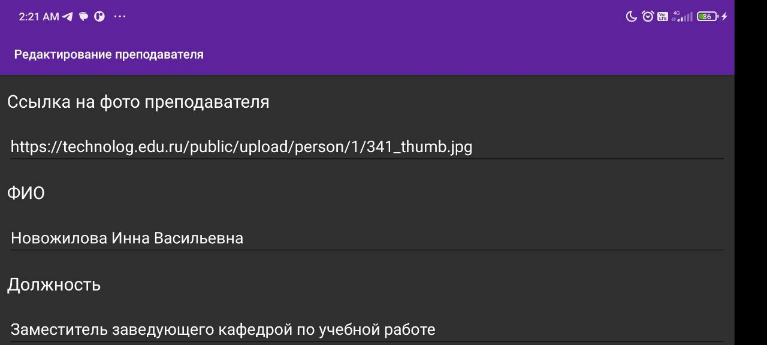 2:21 AM
4G
86
Редактирование преподавателя
Ссылка на фото преподавателя
https://technolog.edu.ru/public/upload/person/1/341_thumb.jpg
ФИО
Новожилова Инна Васильевна
Должность
Заместитель заведующего кафедрой по учебной работе